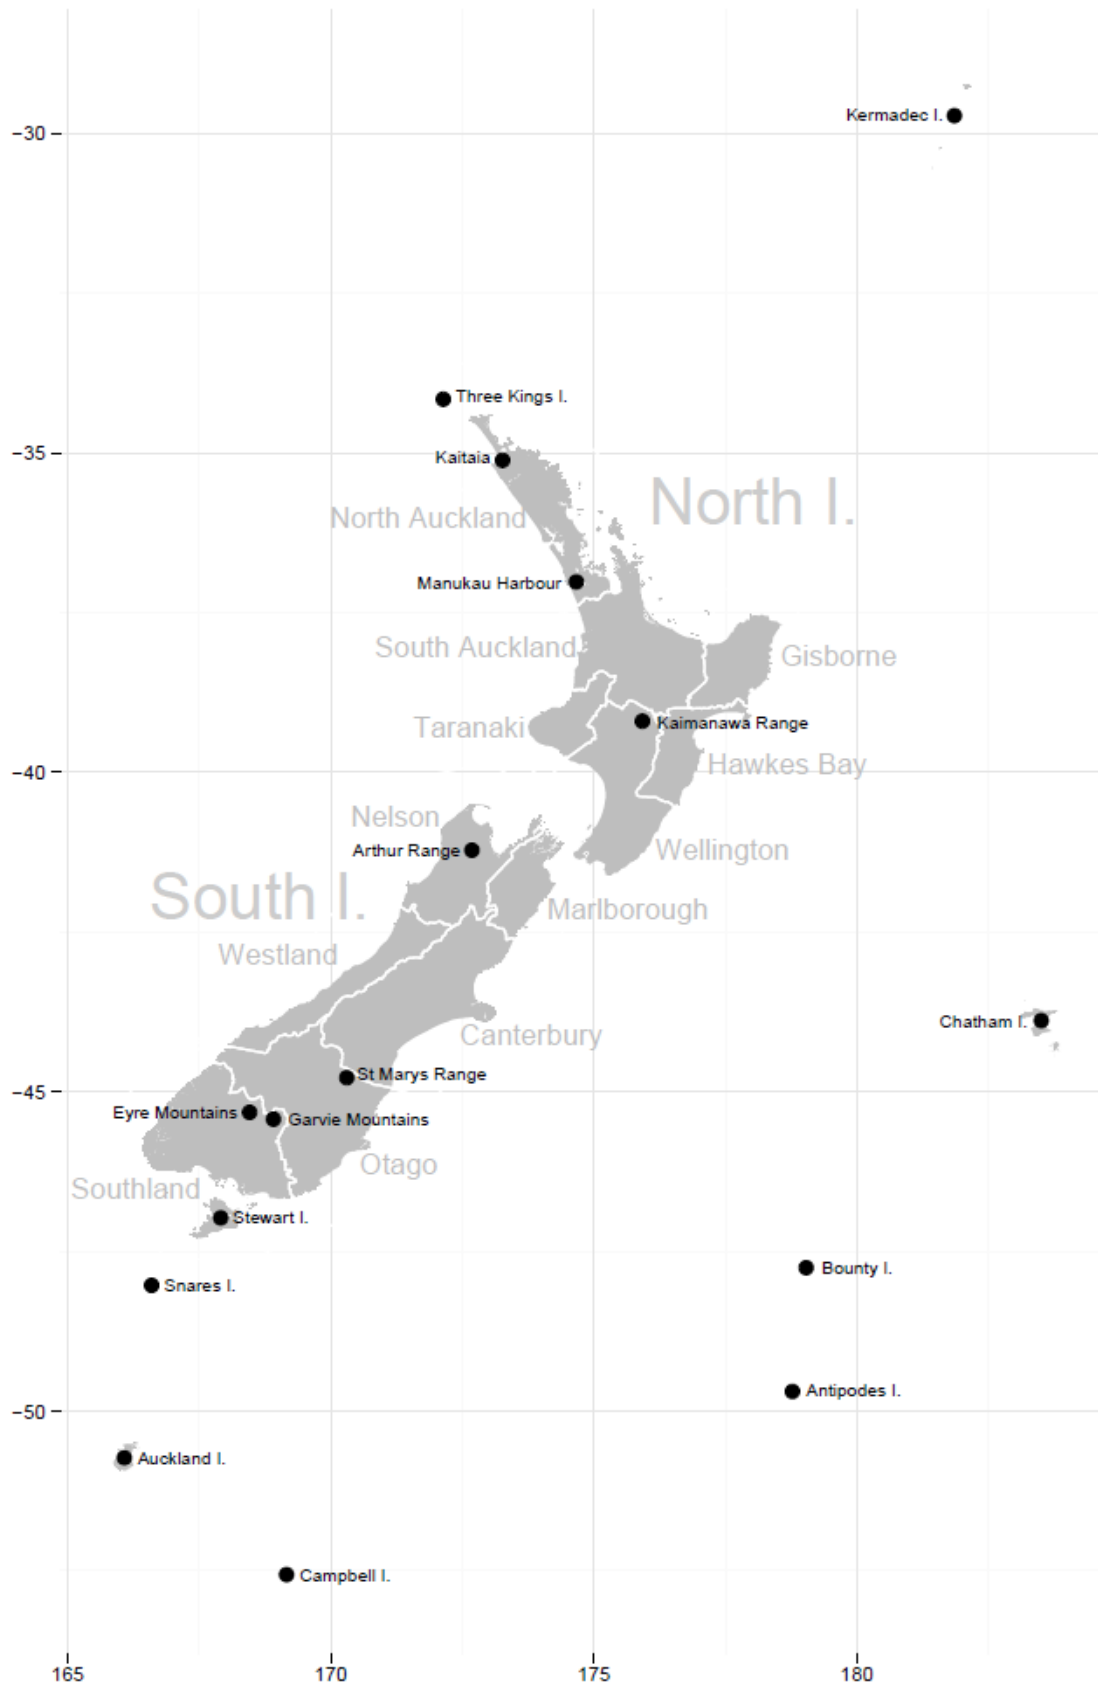 Kermadec I.
−30
Three Kings I.
−35
Kaitaia
North I.
North Auckland
Manukau Harbour
South Auckland
Gisborne
Taranaki
Kaimanawa Range
Hawkes Bay
−40
Nelson
Arthur Range
Wellington
South I.
Marlborough
Westland
Chatham I.
Canterbury
St Marys Range
−45
Eyre Mountains
Garvie Mountains
Otago
Southland
Stewart I.
Bounty I.
Snares I.
Antipodes I.
−50
Auckland I.
Campbell I.
165
170
175
180